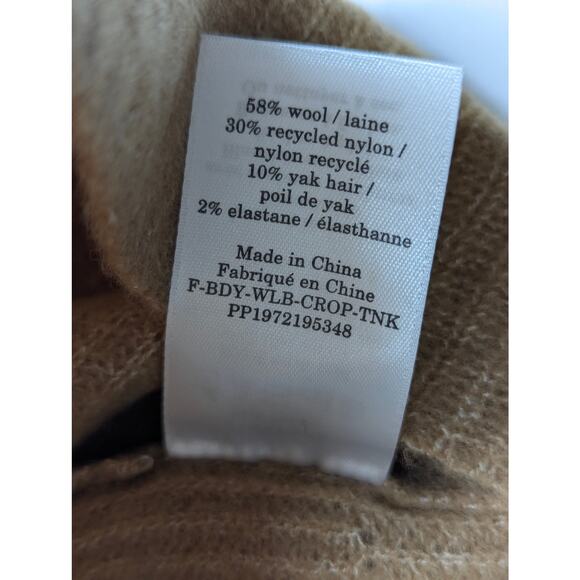 58% wool / laine
30% recycled nylon /
nylon recyclé
10% yak hair /
poil de yak
2% elastane / élasthanne
Made in China
Fabriqué en Chine
F-BDY-WLB-CROP-TNK
PP1972195348